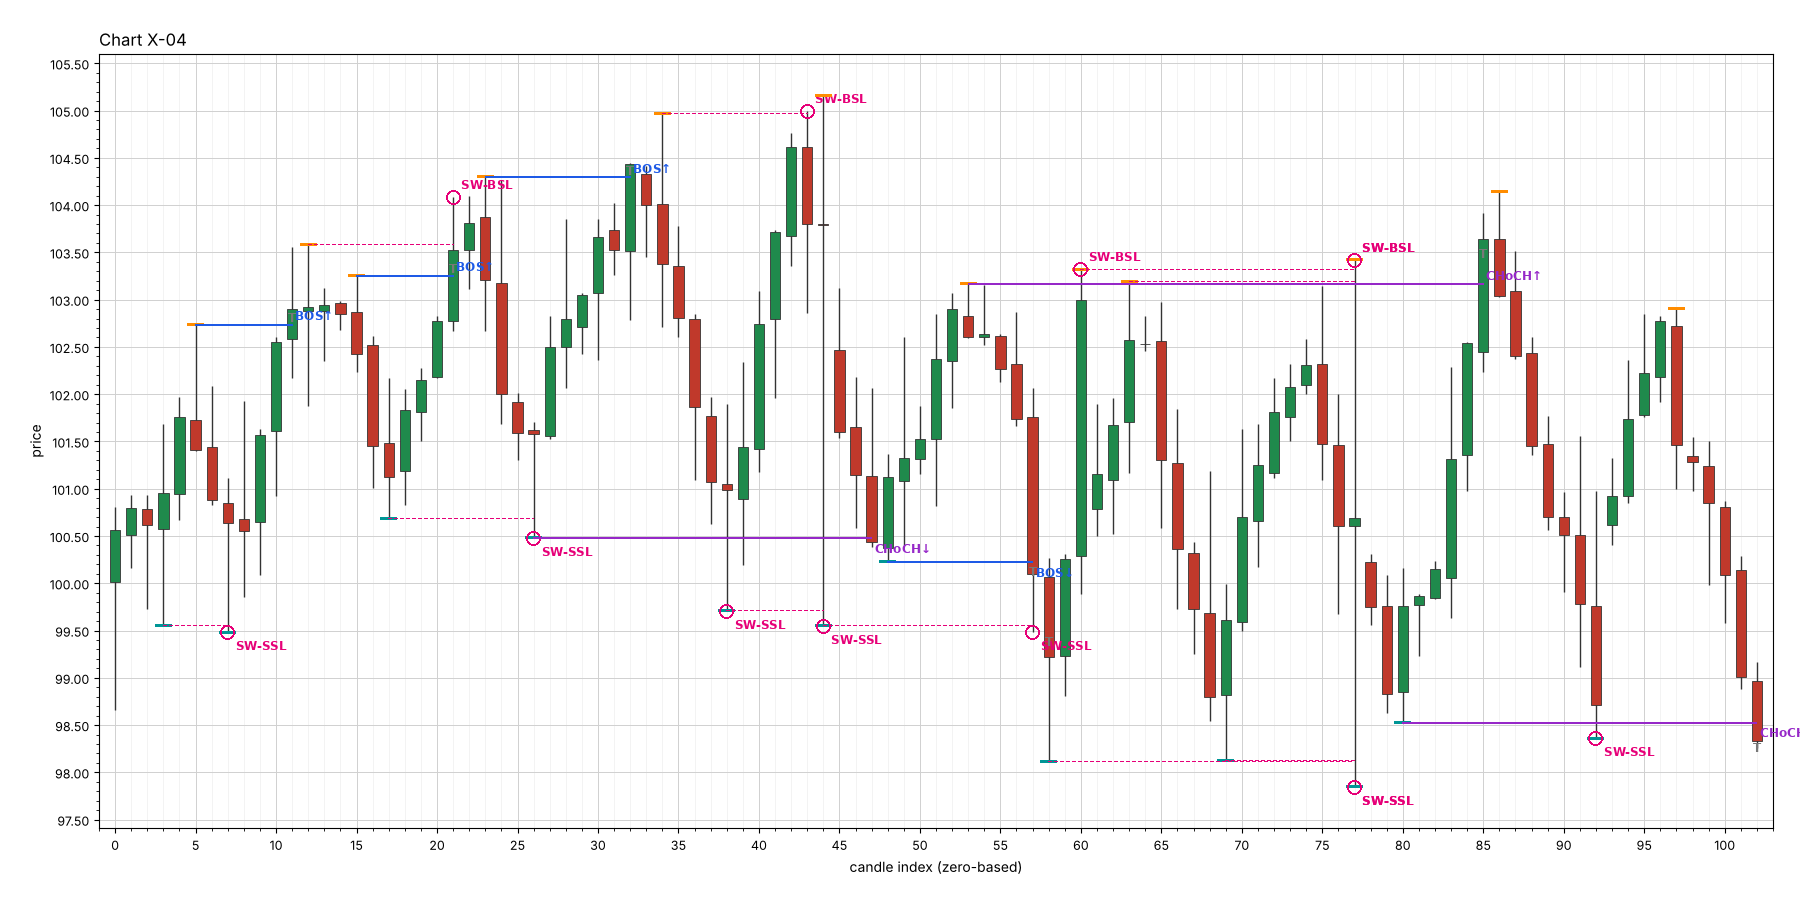 Chart X-04
105.50
105.00
104.50
104.00
103.50
103.00
102.50
102.00
101.50
101.00
100.50
100.00
99.50
99.00
98.50
98.00
97.50
price
SW-BSL
BOS↑
SW-BSL
BOS↑
BOS↑
SW-BSL
SW-BSL
CHoCH↑
SW-SSL
CHoCH↓
BOS↓
SW-SSL
SW-SSL
SW-SSL
SW-SSL
CHoCH
SW-SSL
SW-SSL
0 5 10 15 20 25 30 35 40 45 50 55 60 65 70 75 80 85 90 95 100
candle index (zero-based)